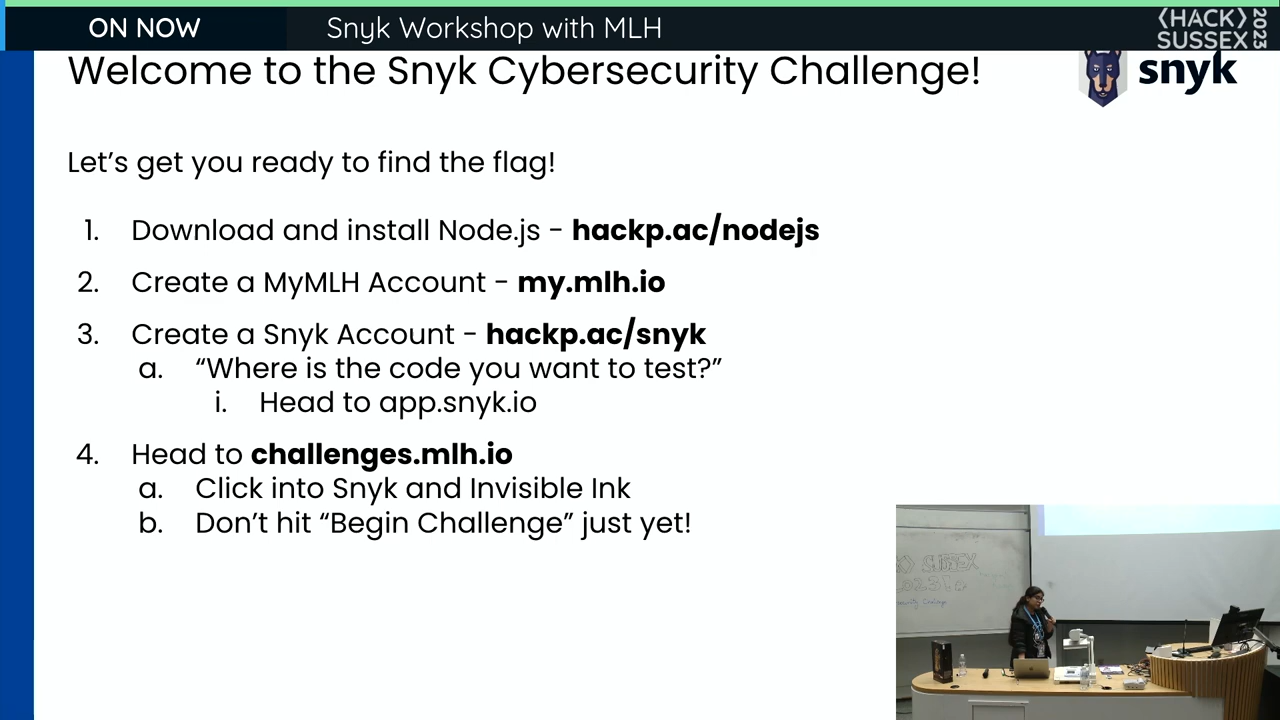 ON NOW
Snyk Workshop with MLH
⟨HACK⟩
SUSSEX
2023
Welcome to the Snyk Cybersecurity Challenge!
snyk
Let’s get you ready to find the flag!
1. Download and install Node.js - hackp.ac/nodejs
2. Create a MyMLH Account - my.mlh.io
3. Create a Snyk Account - hackp.ac/snyk
a. “Where is the code you want to test?”
i. Head to app.snyk.io
4. Head to challenges.mlh.io
a. Click into Snyk and Invisible Ink
b. Don’t hit “Begin Challenge” just yet!
SUSSEX